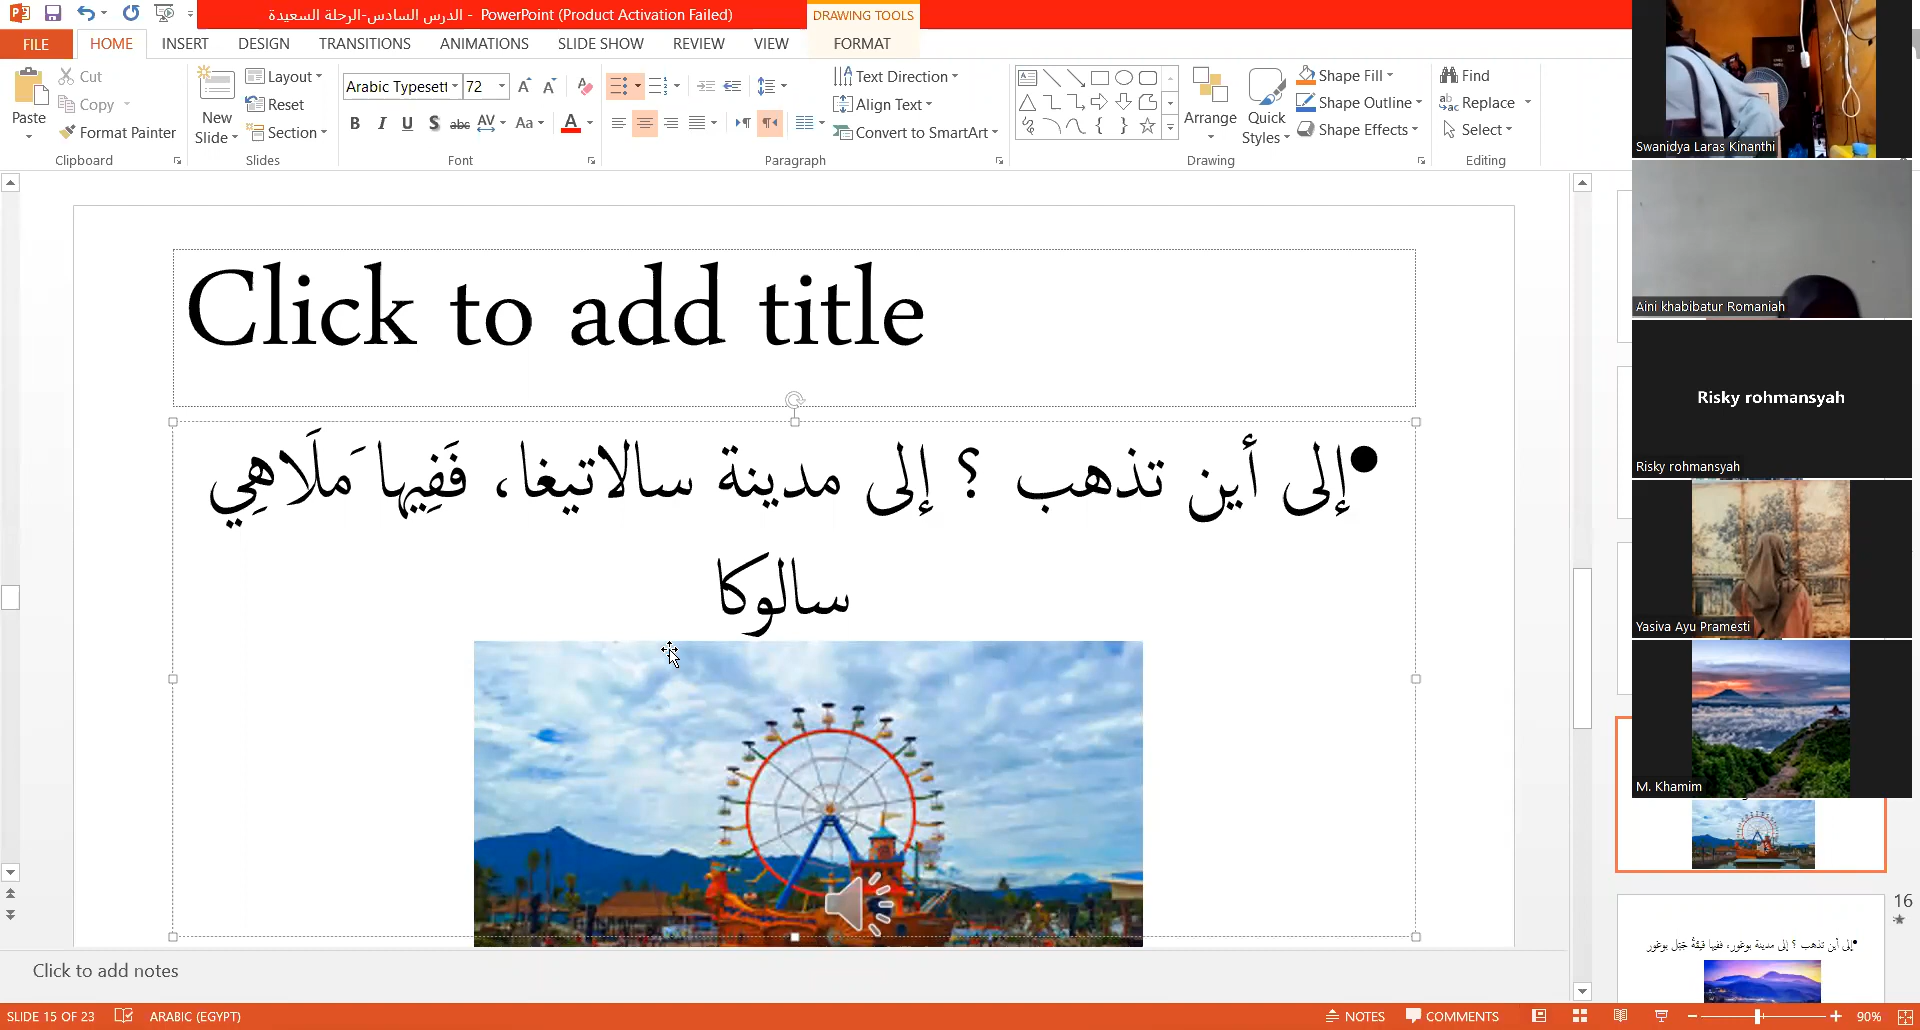 الدرس السادس-الرحلة السعيدة - PowerPoint (Product Activation Failed)
DRAWING TOOLS
FILE
HOME
INSERT
DESIGN
TRANSITIONS
ANIMATIONS
SLIDE SHOW
REVIEW
VIEW
FORMAT
Paste
Cut
Copy
Format Painter
Clipboard
New Slide
Layout
Reset
Section
Slides
Arabic Typesett
72
B I U S abc AV Aa A
Font
Text Direction
Align Text
Convert to SmartArt
Paragraph
Arrange
Quick Styles
Shape Fill
Shape Outline
Shape Effects
Drawing
Find
Replace
Select
Editing
Click to add title
•إلى أين تذهب ؟ إلى مدينة سالاتيغا، فَفِيها َملَاهِي
سالوكا
Swanidya Laras Kinanthi
Aini khabibatur Romaniah
Risky rohmansyah
Risky rohmansyah
Yasiva Ayu Pramesti
M. Khamim
16
Click to add notes
SLIDE 15 OF 23
ARABIC (EGYPT)
NOTES
COMMENTS
90%